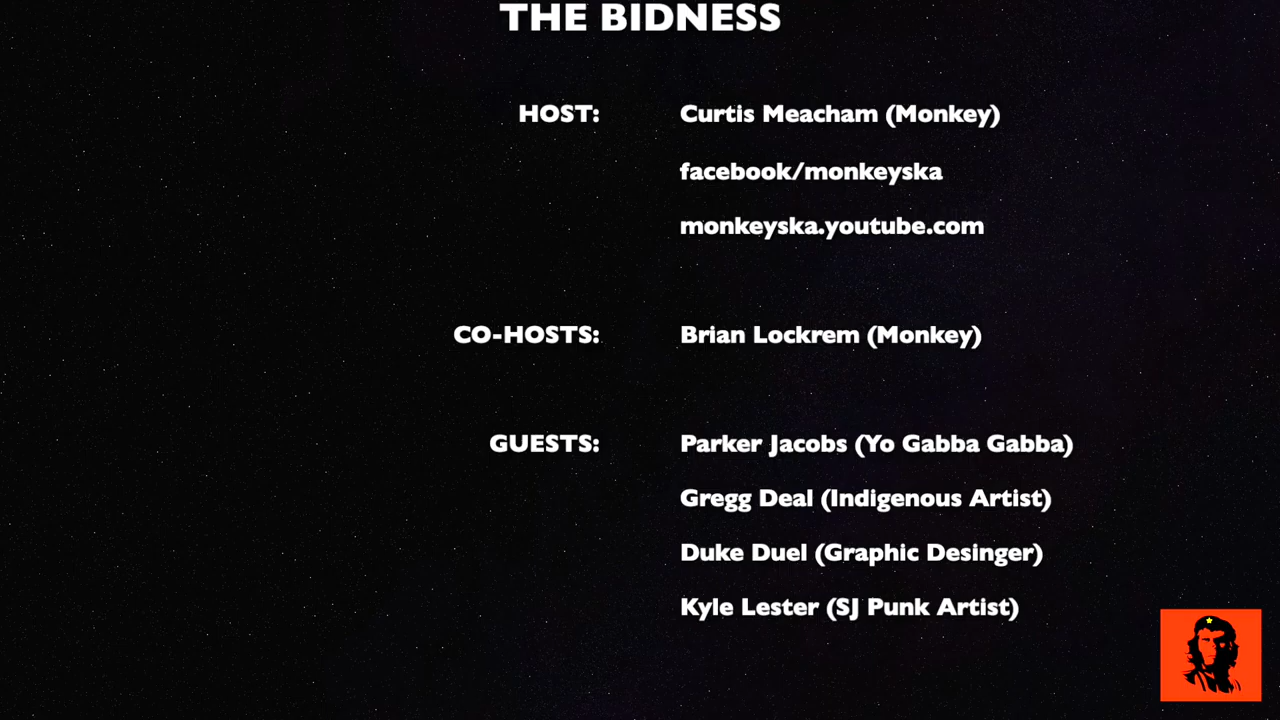 THE BIDNESS
HOST: Curtis Meacham (Monkey)
facebook/monkeyska
monkeyska.youtube.com
CO-HOSTS: Brian Lockrem (Monkey)
GUESTS: Parker Jacobs (Yo Gabba Gabba)
Gregg Deal (Indigenous Artist)
Duke Duel (Graphic Desinger)
Kyle Lester (SJ Punk Artist)